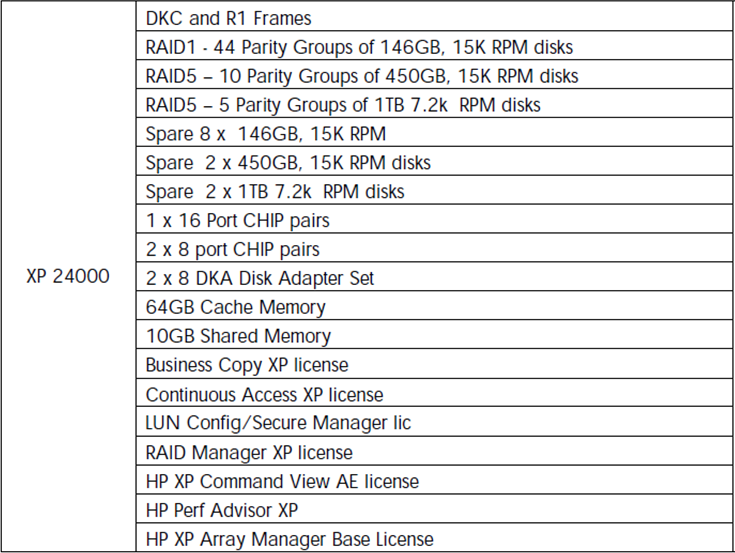 DKC and R1 Frames
RAID1 - 44 Parity Groups of 146GB, 15K RPM disks
RAID5 – 10 Parity Groups of 450GB, 15K RPM disks
RAID5 – 5 Parity Groups of 1TB 7.2k  RPM disks
Spare 8 x  146GB, 15K RPM
Spare  2 x 450GB, 15K RPM disks
Spare  2 x 1TB 7.2k  RPM disks
1 x 16 Port CHIP pairs
2 x 8 port CHIP pairs
XP 24000
2 x 8 DKA Disk Adapter Set
64GB Cache Memory
10GB Shared Memory
Business Copy XP license
Continuous Access XP license
LUN Config/Secure Manager lic
RAID Manager XP license
HP XP Command View AE license
HP Perf Advisor XP
HP XP Array Manager Base License